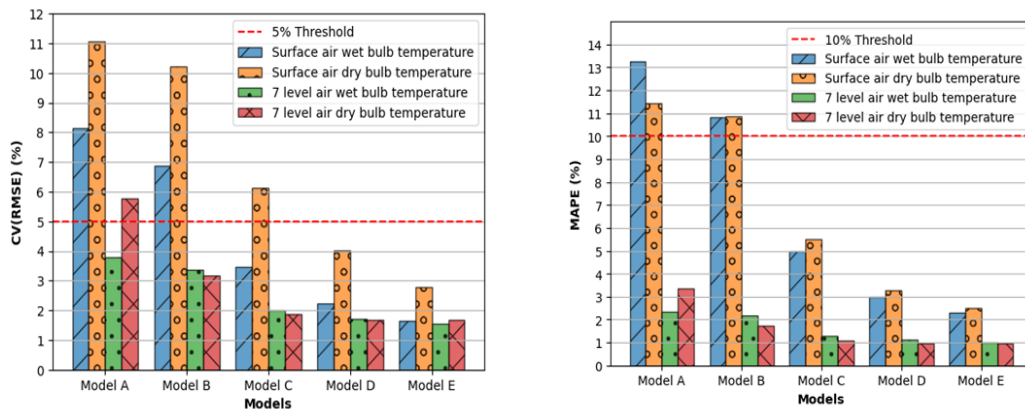 12
11
10
9
8
7
6
5
4
3
2
1
0
CV(RMSE) (%)
5% Threshold
Surface air wet bulb temperature
Surface air dry bulb temperature
7 level air wet bulb temperature
7 level air dry bulb temperature
Model A Model B Model C Model D Model E
Models
14
13
12
11
10
9
8
7
6
5
4
3
2
1
0
MAPE (%)
10% Threshold
Surface air wet bulb temperature
Surface air dry bulb temperature
7 level air wet bulb temperature
7 level air dry bulb temperature
Model A Model B Model C Model D Model E
Models